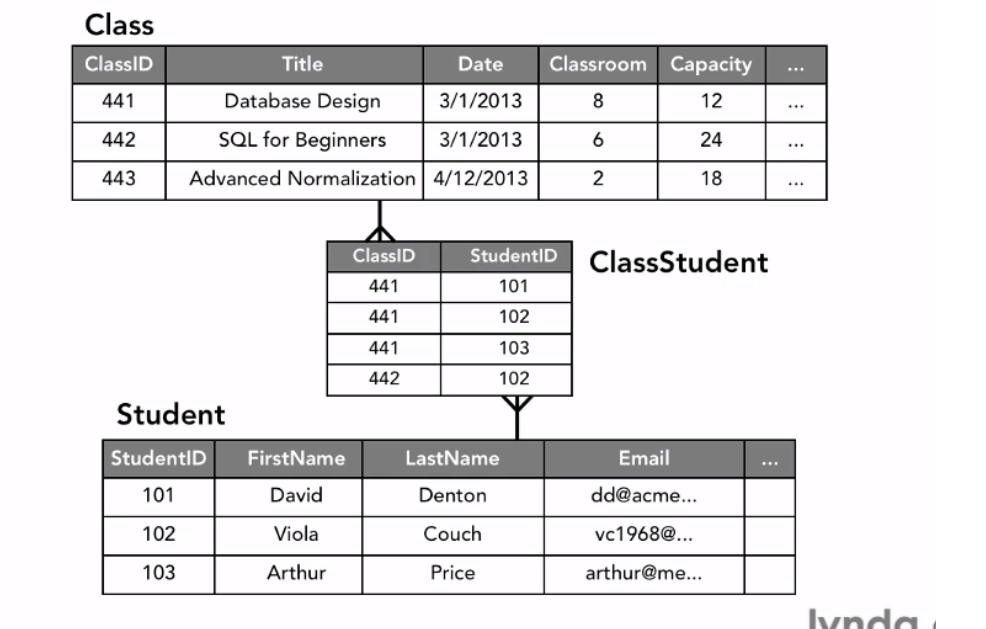 Class
ClassID Title Date Classroom Capacity ...
441 Database Design 3/1/2013 8 12 ...
442 SQL for Beginners 3/1/2013 6 24 ...
443 Advanced Normalization 4/12/2013 2 18 ...
ClassID StudentID
ClassStudent
441 101
441 102
441 103
442 102
Student
StudentID FirstName LastName Email ...
101 David Denton dd@acme...
102 Viola Couch vc1968@...
103 Arthur Price arthur@me...